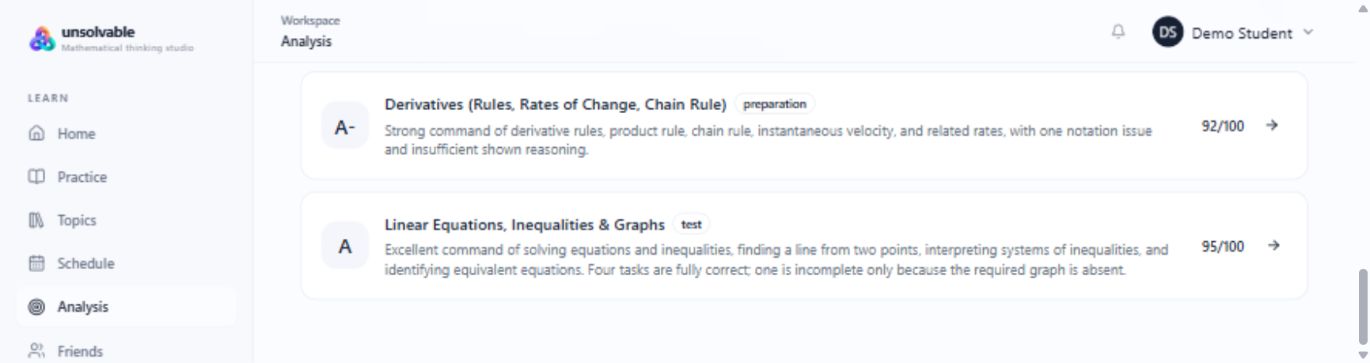 unsolvable
Mathematical thinking studio
LEARN
Home
Practice
Topics
Schedule
Analysis
Friends
Workspace
Analysis
DS Demo Student
A-
Derivatives (Rules, Rates of Change, Chain Rule) preparation
Strong command of derivative rules, product rule, chain rule, instantaneous velocity, and related rates, with one notation issue
and insufficient shown reasoning.
92/100
A
Linear Equations, Inequalities & Graphs test
Excellent command of solving equations and inequalities, finding a line from two points, interpreting systems of inequalities, and
identifying equivalent equations. Four tasks are fully correct; one is incomplete only because the required graph is absent.
95/100